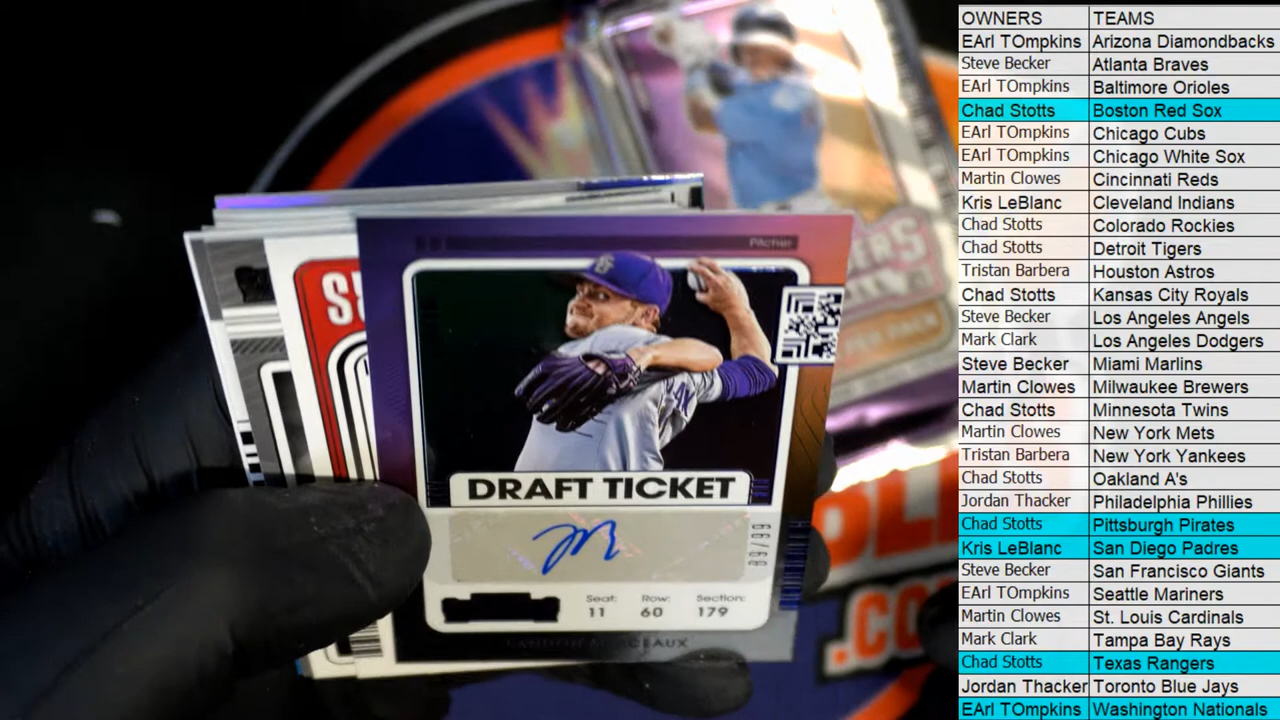 OWNERS TEAMS
EArl TOmpkins Arizona Diamondbacks
Steve Becker Atlanta Braves
EArl TOmpkins Baltimore Orioles
Chad Stotts Boston Red Sox
EArl TOmpkins Chicago Cubs
EArl TOmpkins Chicago White Sox
Martin Clowes Cincinnati Reds
Kris LeBlanc Cleveland Indians
Chad Stotts Colorado Rockies
Chad Stotts Detroit Tigers
Tristan Barbera Houston Astros
Chad Stotts Kansas City Royals
Steve Becker Los Angeles Angels
Mark Clark Los Angeles Dodgers
Steve Becker Miami Marlins
Martin Clowes Milwaukee Brewers
Chad Stotts Minnesota Twins
Martin Clowes New York Mets
Tristan Barbera New York Yankees
Chad Stotts Oakland A's
Jordan Thacker Philadelphia Phillies
Chad Stotts Pittsburgh Pirates
Kris LeBlanc San Diego Padres
Steve Becker San Francisco Giants
EArl TOmpkins Seattle Mariners
Martin Clowes St. Louis Cardinals
Mark Clark Tampa Bay Rays
Chad Stotts Texas Rangers
Jordan Thacker Toronto Blue Jays
EArl TOmpkins Washington Nationals
Pitcher
DRAFT TICKET
Seat: Row: Section:
11 60 179
.CO